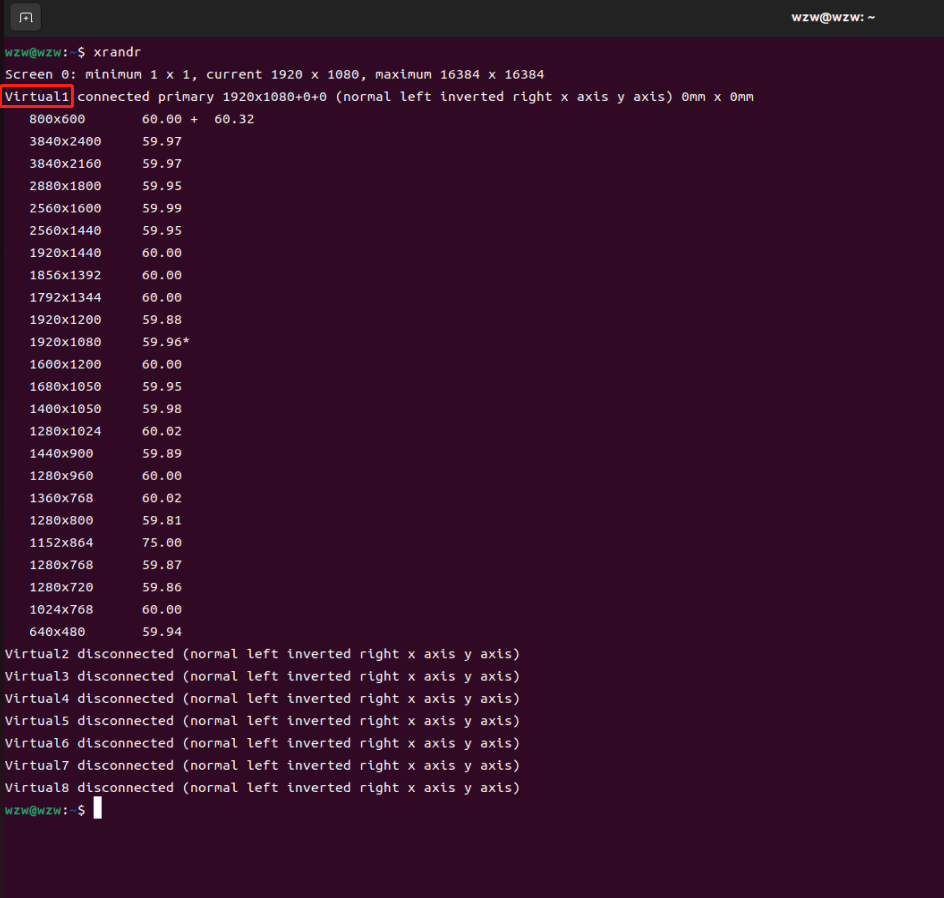 wzw@wzw: ~
wzw@wzw:~$ xrandr
Screen 0: minimum 1 x 1, current 1920 x 1080, maximum 16384 x 16384
Virtual1 connected primary 1920x1080+0+0 (normal left inverted right x axis y axis) 0mm x 0mm
   800x600       60.00 +  60.32
   3840x2400     59.97
   3840x2160     59.97
   2880x1800     59.95
   2560x1600     59.99
   2560x1440     59.95
   1920x1440     60.00
   1856x1392     60.00
   1792x1344     60.00
   1920x1200     59.88
   1920x1080     59.96*
   1600x1200     60.00
   1680x1050     59.95
   1400x1050     59.98
   1280x1024     60.02
   1440x900      59.89
   1280x960      60.00
   1360x768      60.02
   1280x800      59.81
   1152x864      75.00
   1280x768      59.87
   1280x720      59.86
   1024x768      60.00
   640x480       59.94
Virtual2 disconnected (normal left inverted right x axis y axis)
Virtual3 disconnected (normal left inverted right x axis y axis)
Virtual4 disconnected (normal left inverted right x axis y axis)
Virtual5 disconnected (normal left inverted right x axis y axis)
Virtual6 disconnected (normal left inverted right x axis y axis)
Virtual7 disconnected (normal left inverted right x axis y axis)
Virtual8 disconnected (normal left inverted right x axis y axis)
wzw@wzw:~$